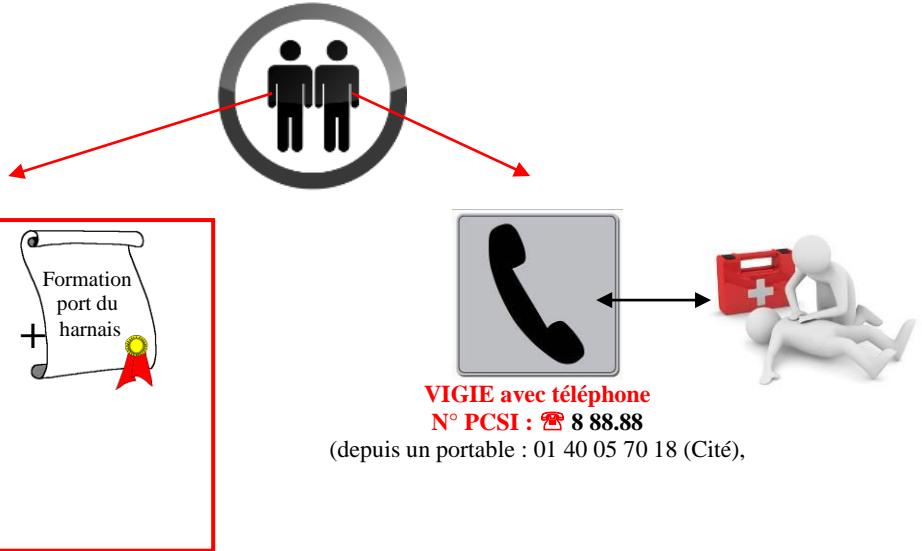 Formation
port du
harnais
+
VIGIE avec téléphone
N° PCSI : ☎ 8 88.88
(depuis un portable : 01 40 05 70 18 (Cité),